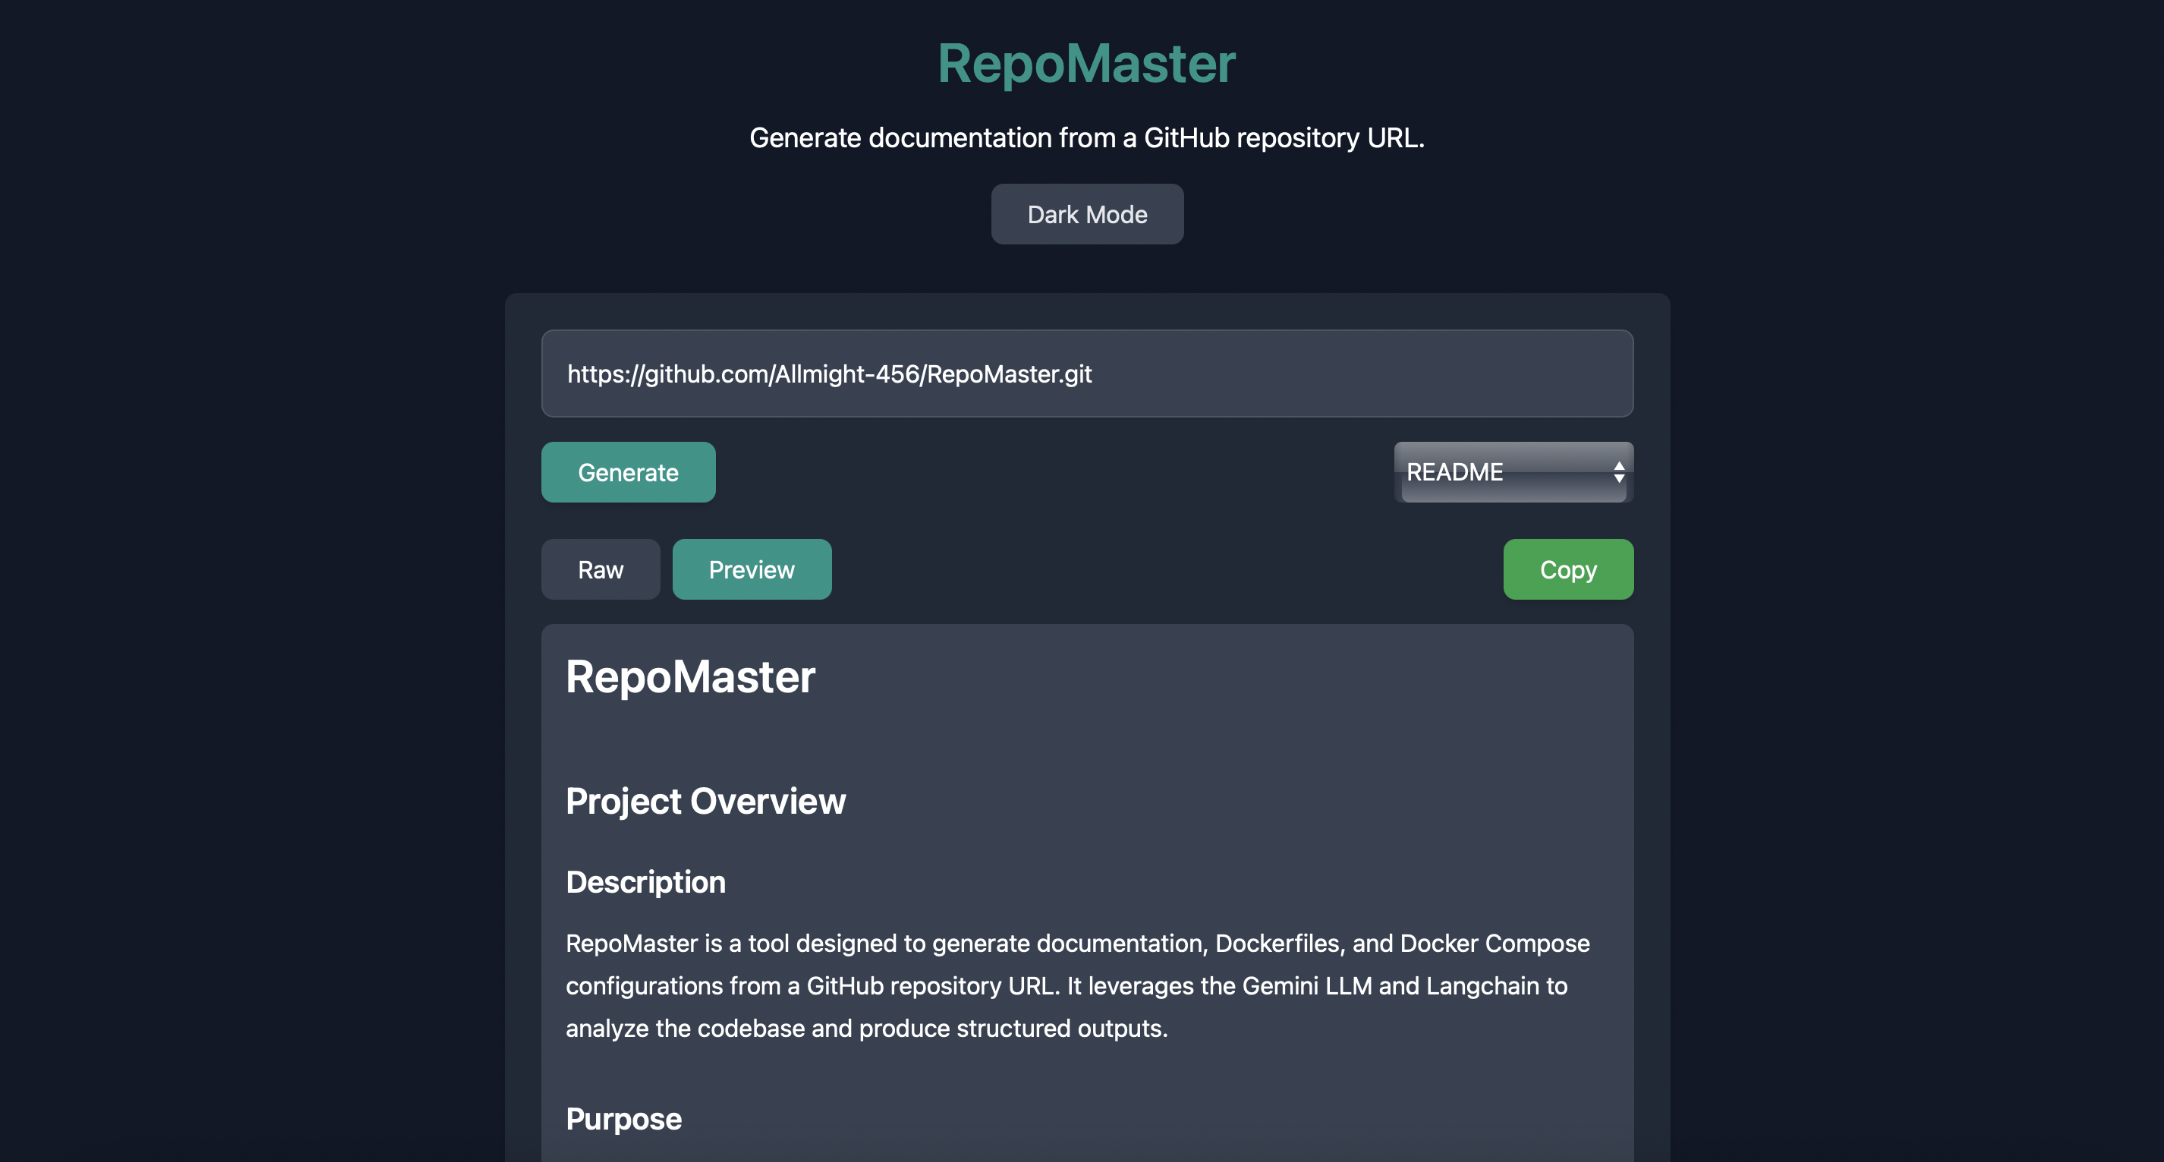 RepoMaster
Generate documentation from a GitHub repository URL.
Dark Mode
https://github.com/Allmight-456/RepoMaster.git
Generate
README
Raw
Preview
Copy
RepoMaster
Project Overview
Description
RepoMaster is a tool designed to generate documentation, Dockerfiles, and Docker Compose
configurations from a GitHub repository URL. It leverages the Gemini LLM and Langchain to
analyze the codebase and produce structured outputs.
Purpose